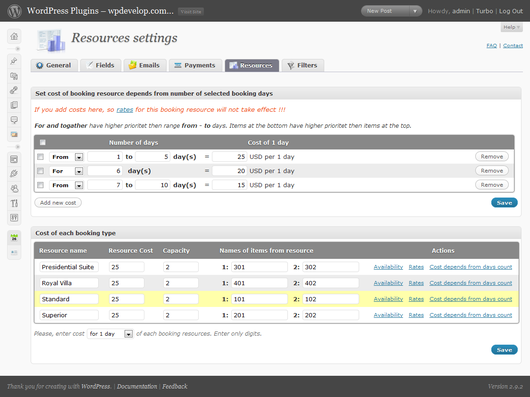 WordPress Plugins – wpdevelop.com...
New Post
Howdy, admin | Turbo | Log Out
Help
Resources settings
FAQ | Contact
General
Fields
Emails
Payments
Resources
Filters
Set cost of booking resource depends from number of selected booking days
If you add costs here, so rates for this booking resource will not take effect !!!
For and togather have higher prioritet then range from - to days. Items at the bottom have higher prioritet then items at the top.
Number of days Cost of 1 day
From 1 to 5 day(s) = 25 USD per 1 day Remove
For 6 day(s) = 20 USD per 1 day Remove
From 7 to 10 day(s) = 15 USD per 1 day Remove
Add new cost
Save
Cost of each booking type
Resource name Resource Cost Capacity Names of items from resource Actions
Presidential Suite 25 2 1: 301 2: 302 Availability Rates Cost depends from days count
Royal Villa 25 2 1: 401 2: 402 Availability Rates Cost depends from days count
Standard 25 2 1: 101 2: 102 Availability Rates Cost depends from days count
Superior 25 2 1: 201 2: 202 Availability Rates Cost depends from days count
Please, enter cost for 1 day of each booking resources. Enter only digits.
Save
Thank you for creating with WordPress. | Documentation | Feedback
Version 2.9.2